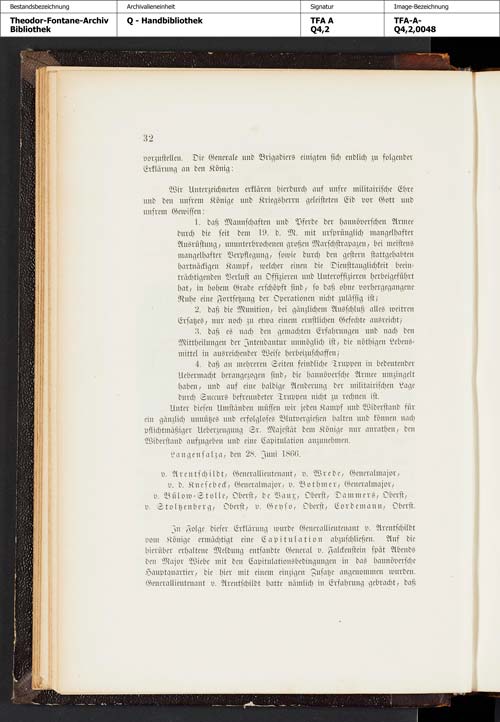 Bestandsbezeichnung Archivalieneinheit Signatur Image-Bezeichnung
Theodor-Fontane-Archiv Q - Handbibliothek TFA A TFA-A-
Bibliothek Q4,2 Q4,2,0048
32
vorzustellen. Die Generale und Brigadiers einigten sich endlich zu folgender
Erklärung an den König:
Wir Unterzeichneten erklären hierdurch auf unsre militairische Ehre
und den unsrem Könige und Kriegsherrn geleisteten Eid vor Gott und
unsrem Gewissen:
1. daß Mannschaften und Pferde der hannöverschen Armee
durch die seit dem 19. d. M. mit ursprünglich mangelhafter
Ausrüstung, ununterbrochenen großen Marschstrapazen, bei meistens
mangelhafter Verpflegung, sowie durch den gestern stattgehabten
hartnäckigen Kampf, welcher einen die Diensttauglichkeit beein-
trächtigenden Verlust an Offizieren und Unteroffizieren herbeigeführt
hat, in hohem Grade erschöpft sind, so daß ohne vorhergegangene
Ruhe eine Fortsetzung der Operationen nicht zulässig ist;
2. daß die Munition, bei gänzlichem Ausschluß alles weitren
Ersatzes, nur noch zu etwa einem ernstlichen Gefechte ausreicht;
3. daß es nach den gemachten Erfahrungen und nach den
Mittheilungen der Intendantur unmöglich ist, die nöthigen Lebens-
mittel in ausreichender Weise herbeizuschaffen;
4. daß an mehreren Seiten feindliche Truppen in bedeutender
Uebermacht herangezogen sind, die hannöversche Armee umzingelt
haben, und auf eine baldige Aenderung der militairischen Lage
durch Succurs befreundeter Truppen nicht zu rechnen ist.
Unter diesen Umständen müssen wir jeden Kampf und Widerstand für
ein gänzlich unnützes und erfolgloses Blutvergießen halten und können nach
pflichtmäßiger Ueberzeugung Sr. Majestät dem Könige nur anrathen, den
Widerstand aufzugeben und eine Capitulation anzunehmen.
Langensalza, den 28. Juni 1866.
v. Arentschildt, Generallieutenant, v. Wrede, Generalmajor,
v. d. Knesebeck, Generalmajor, v. Bothmer, Generalmajor,
v. Bülow-Stolle, Oberst, de Vaux, Oberst, Dammers, Oberst,
v. Stoltzenberg, Oberst, v. Geyso, Oberst, Cordemann, Oberst.
In Folge dieser Erklärung wurde Generallieutenant v. Arentschildt
vom Könige ermächtigt eine Capitulation abzuschließen. Auf die
hierüber erhaltene Meldung entsandte General v. Falckenstein spät Abends
den Major Wiebe mit den Capitulationsbedingungen in das hannöversche
Hauptquartier, die hier mit einem einzigen Zusatze angenommen wurden.
Generallieutenant v. Arentschildt hatte nämlich in Erfahrung gebracht, daß